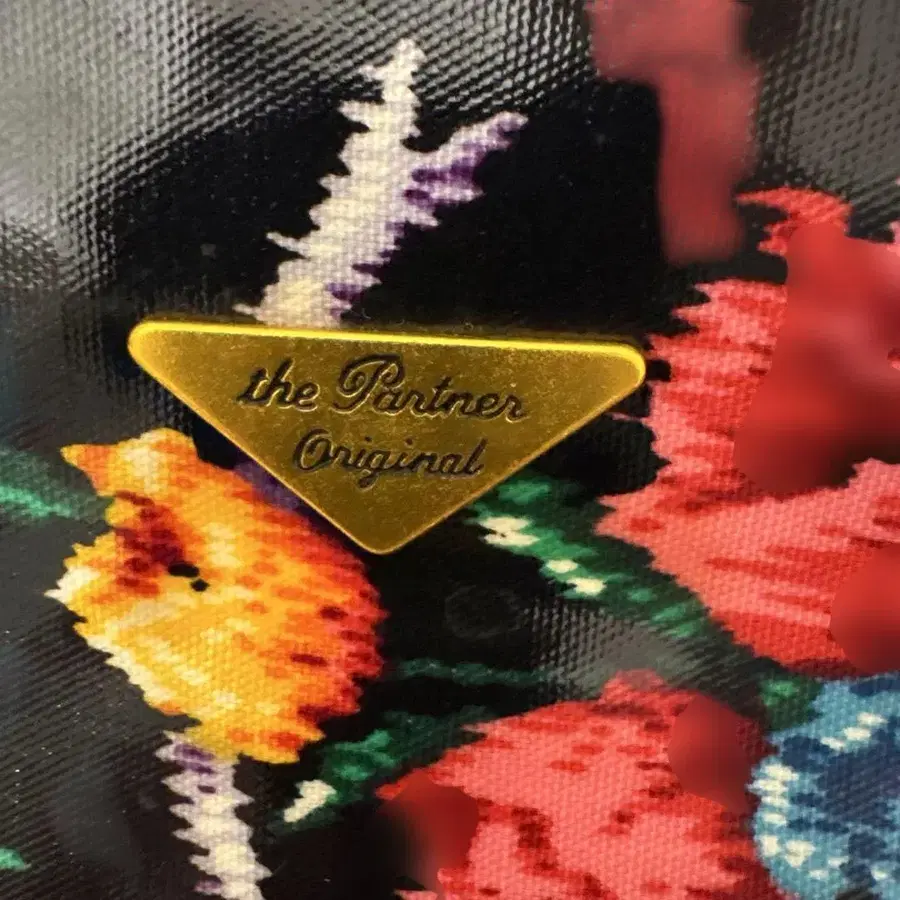 the Partner
Original